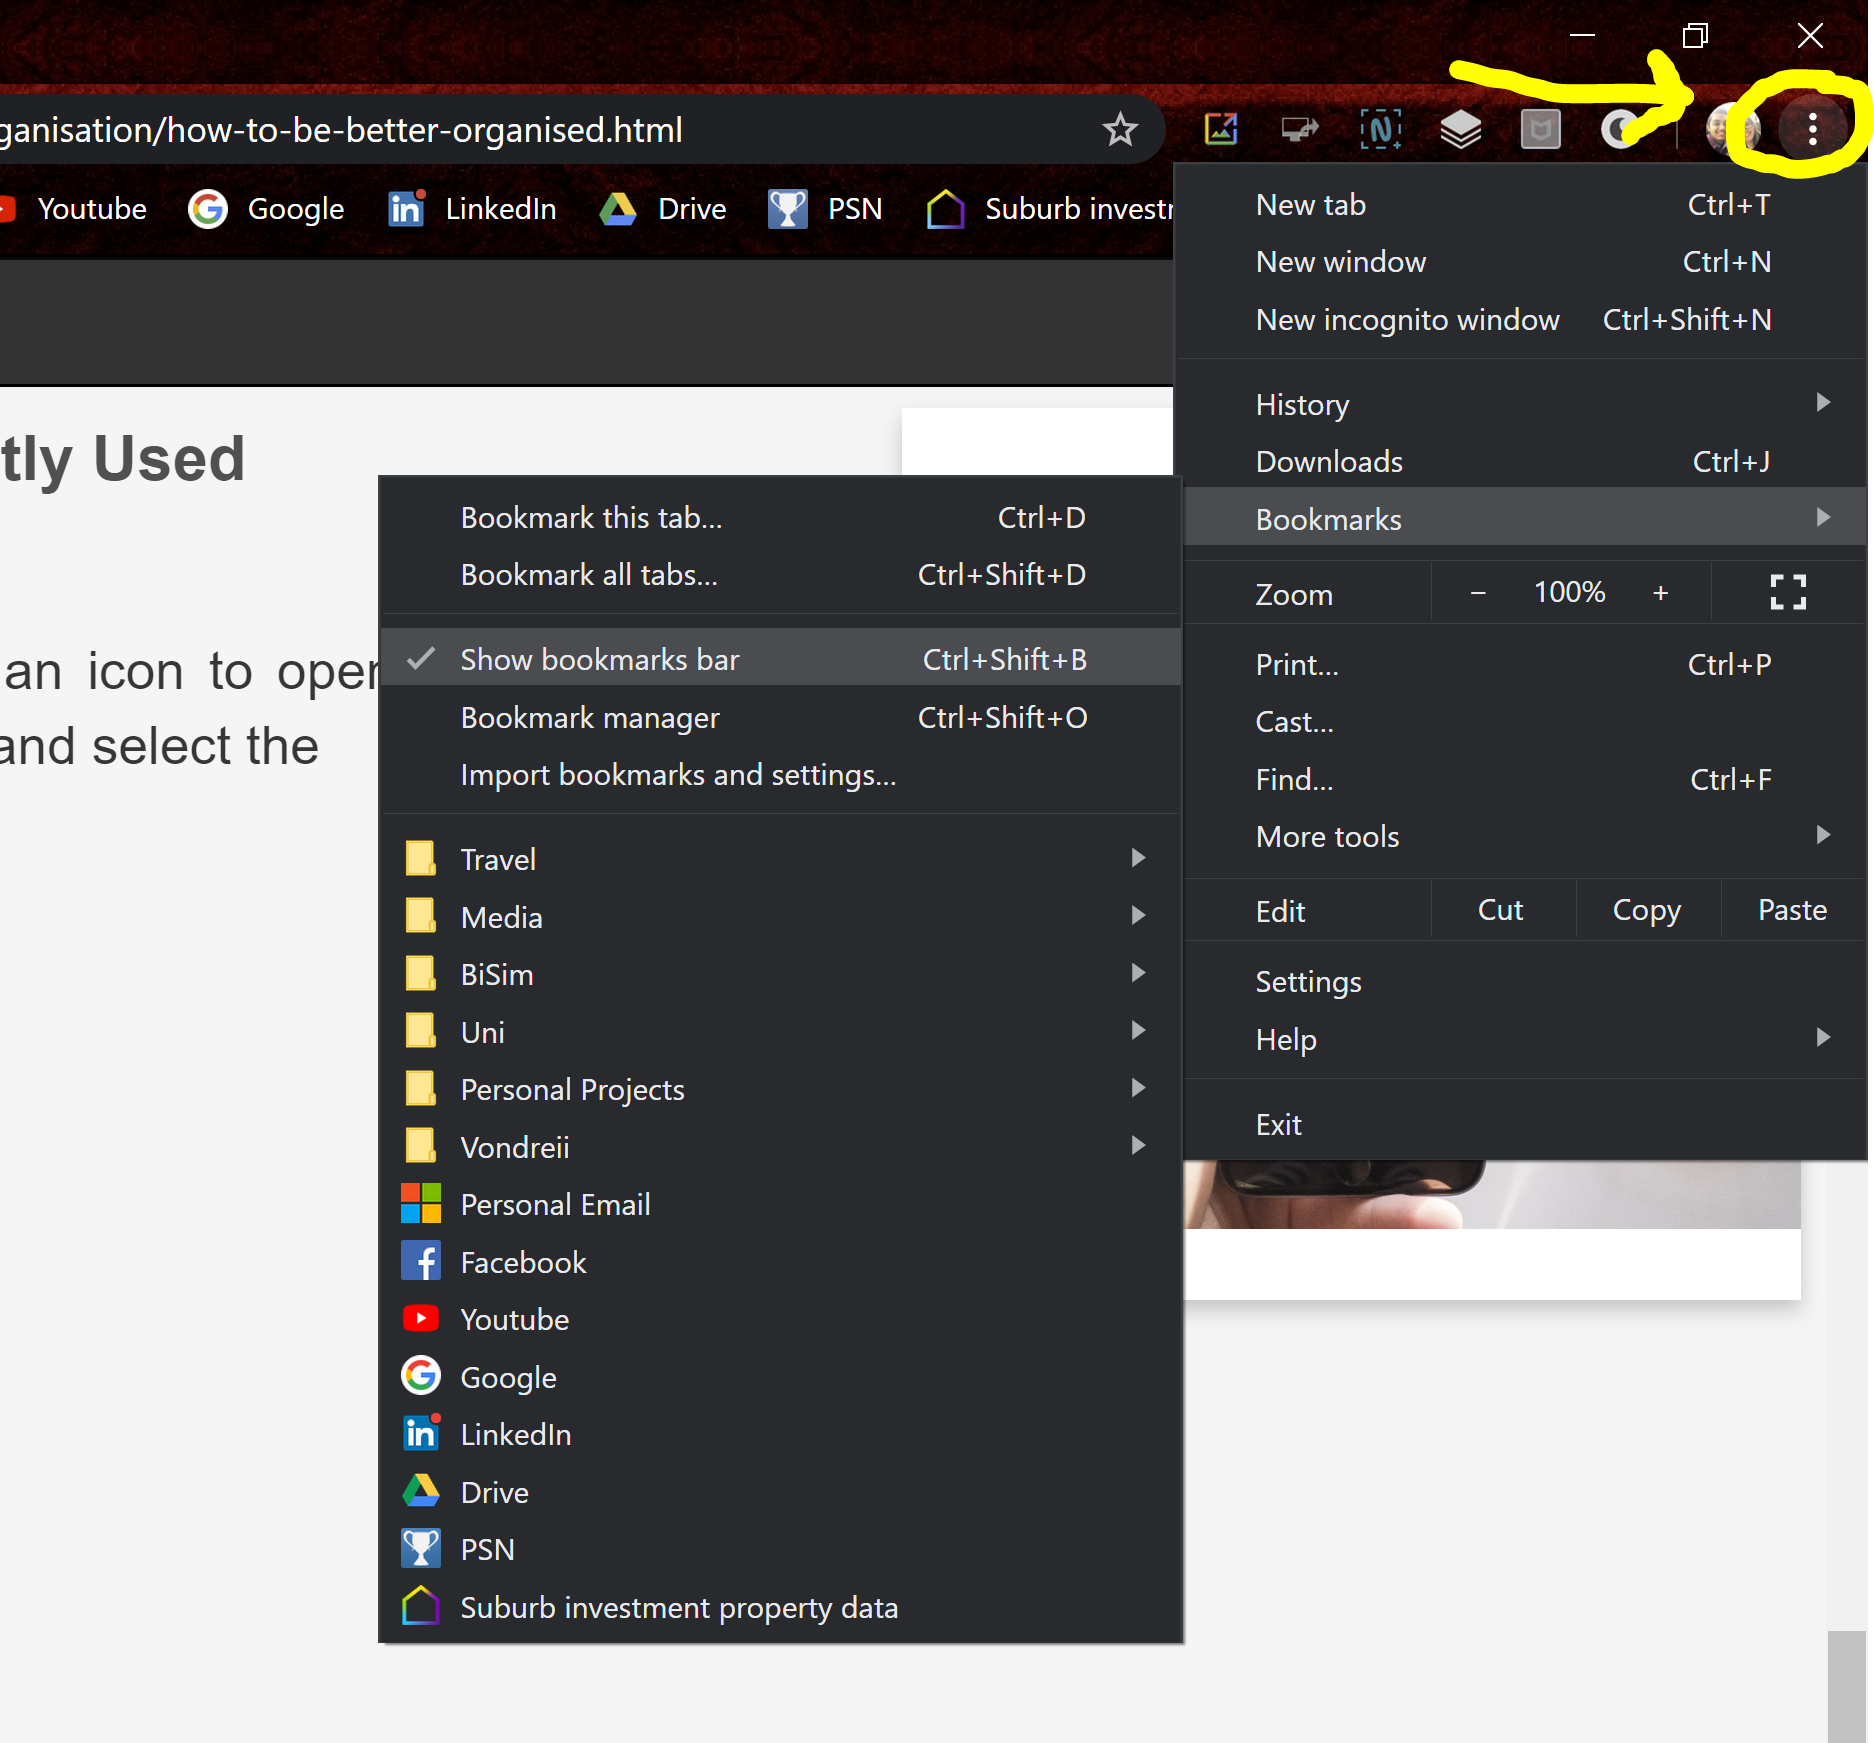 ganisation/how-to-be-better-organised.html
Youtube Google LinkedIn Drive PSN Suburb invest
New tab Ctrl+T
New window Ctrl+N
New incognito window Ctrl+Shift+N
History
Downloads Ctrl+J
Bookmarks
Zoom - 100% +
Print... Ctrl+P
Cast...
Find... Ctrl+F
More tools
Edit Cut Copy Paste
Settings
Help
Exit
tly Used
an icon to open
and select the
Bookmark this tab... Ctrl+D
Bookmark all tabs... Ctrl+Shift+D
Show bookmarks bar Ctrl+Shift+B
Bookmark manager Ctrl+Shift+O
Import bookmarks and settings...
Travel
Media
BiSim
Uni
Personal Projects
Vondreii
Personal Email
Facebook
Youtube
Google
LinkedIn
Drive
PSN
Suburb investment property data